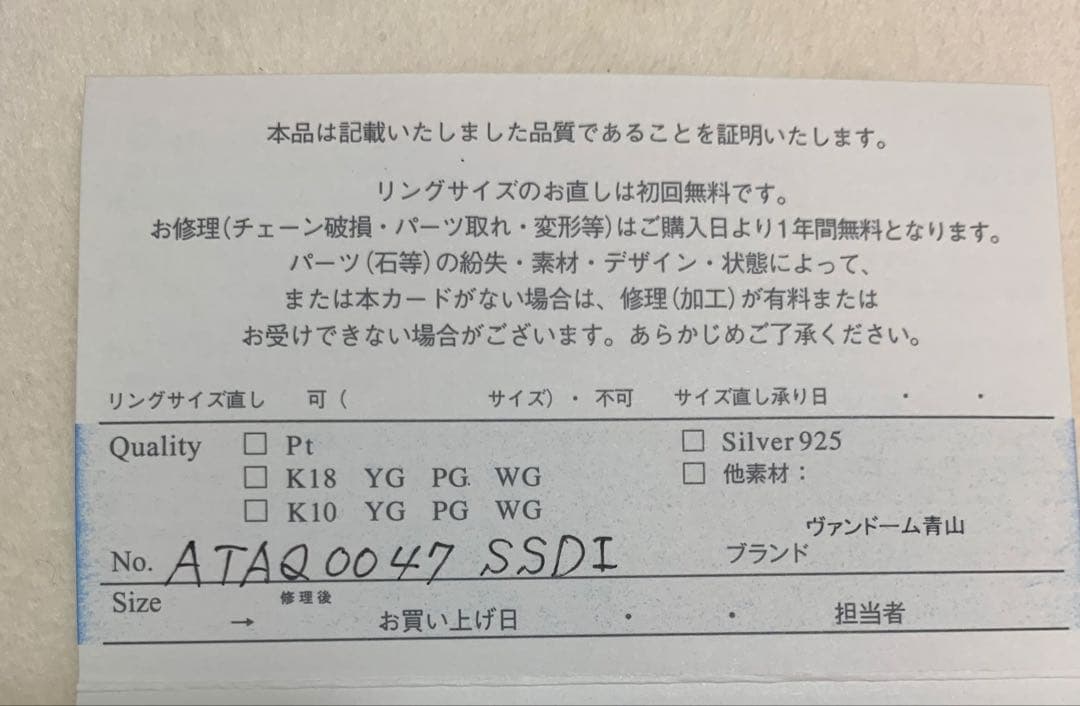 本品は記載いたしました品質であることを証明いたします。
リングサイズのお直しは初回無料です。
お修理(チェーン破損・パーツ取れ・変形等)はご購入日より1年間無料となります。
パーツ(石等)の紛失・素材・デザイン・状態によって、
または本カードがない場合は、修理(加工)が有料または
お受けできない場合がございます。あらかじめご了承ください。
リングサイズ直し 可( サイズ)・不可 サイズ直し承り日 ・ ・
Quality □ Pt □ Silver925
□ K18 YG PG WG □ 他素材：
□ K10 YG PG WG
ヴァンドーム青山
No. ATAQ0047 SSDI ブランド
Size → 修理後 お買い上げ日 ・ ・ 担当者